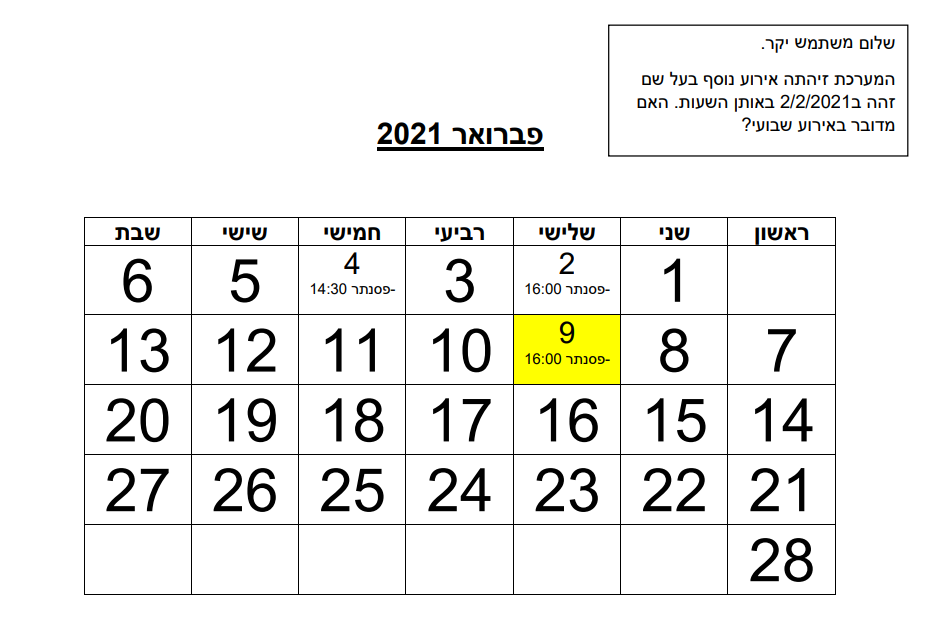 שלום משתמש יקר.
המערכת זיהתה אירוע נוסף בעל שם
זהה ב2/2/2021 באותן השעות. האם
מדובר באירוע שבועי?
פברואר 2021
ראשון שני שלישי רביעי חמישי שישי שבת
1 2 3 4 5 6
-פסנתר 16:00 -פסנתר 14:30
7 8 9 10 11 12 13
-פסנתר 16:00
14 15 16 17 18 19 20
21 22 23 24 25 26 27
28